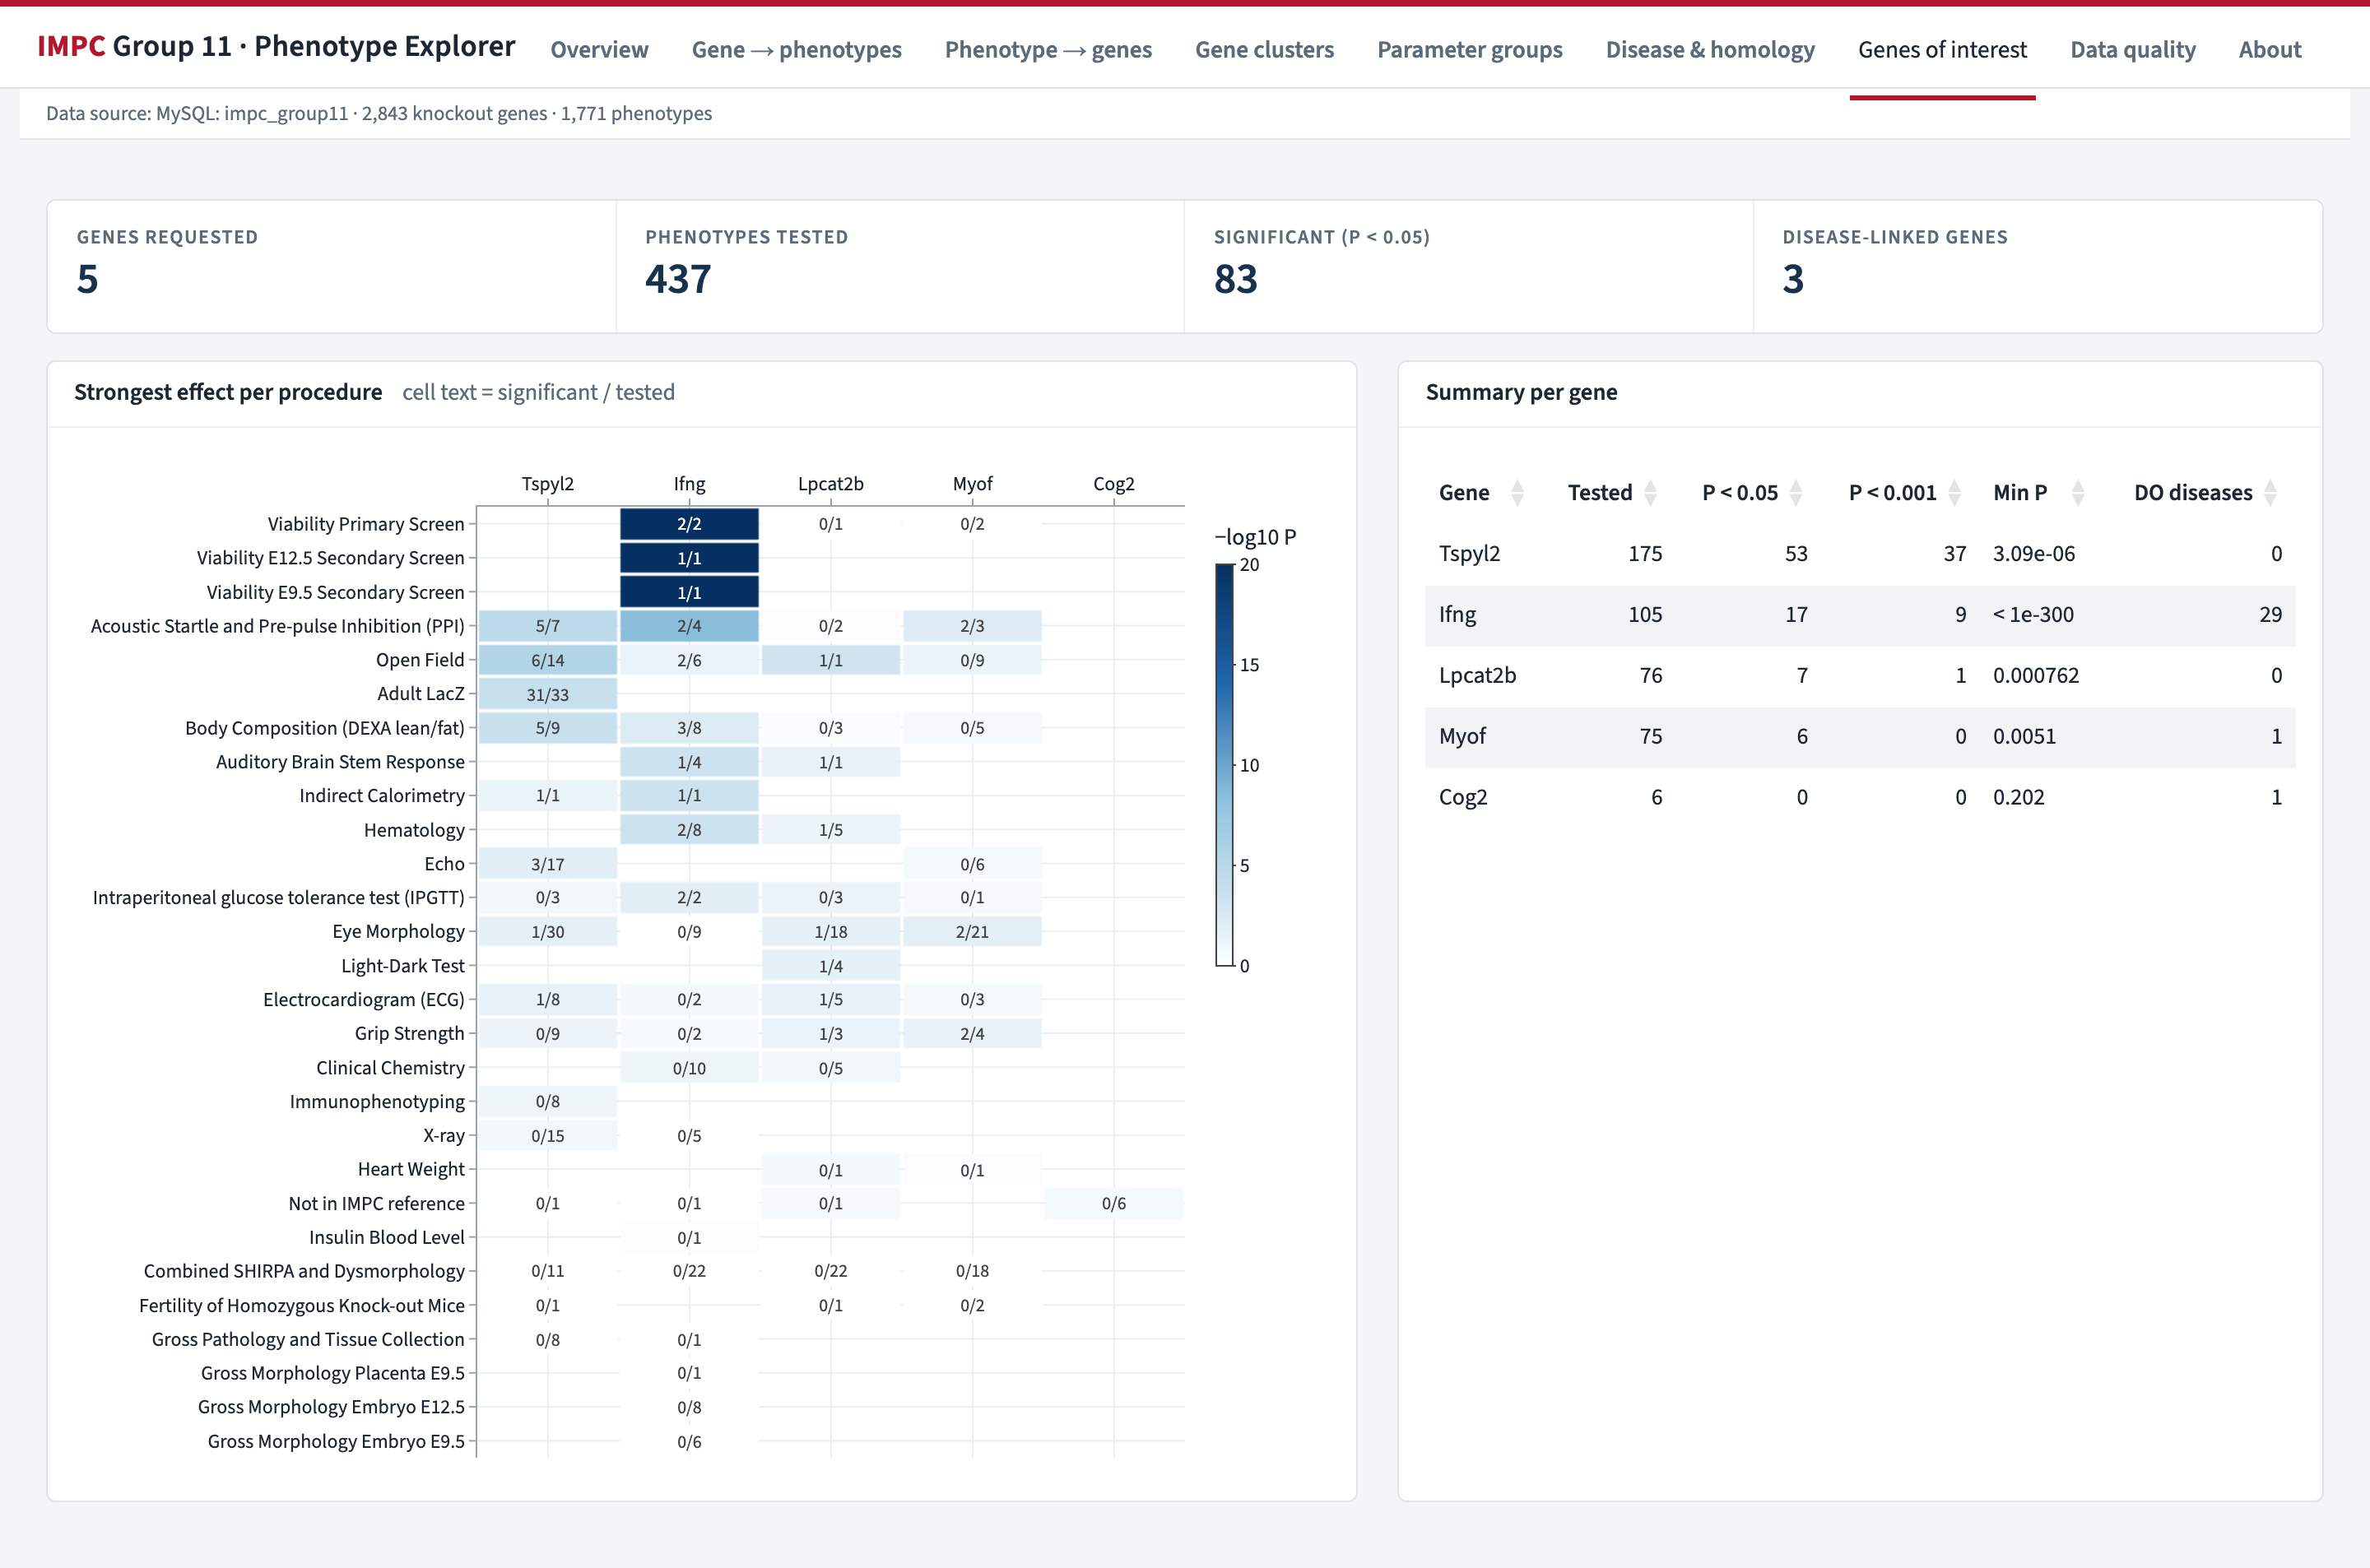 IMPC Group 11 · Phenotype Explorer Overview Gene → phenotypes Phenotype → genes Gene clusters Parameter groups Disease & homology Genes of interest Data quality About
Data source: MySQL: impc_group11 · 2,843 knockout genes · 1,771 phenotypes
GENES REQUESTED
5
PHENOTYPES TESTED
437
SIGNIFICANT (P < 0.05)
83
DISEASE-LINKED GENES
3
Strongest effect per procedure cell text = significant / tested
Tspyl2 Ifng Lpcat2b Myof Cog2
Viability Primary Screen 2/2 0/1 0/2
Viability E12.5 Secondary Screen 1/1
Viability E9.5 Secondary Screen 1/1
Acoustic Startle and Pre-pulse Inhibition (PPI) 5/7 2/4 0/2 2/3
Open Field 6/14 2/6 1/1 0/9
Adult LacZ 31/33
Body Composition (DEXA lean/fat) 5/9 3/8 0/3 0/5
Auditory Brain Stem Response 1/4 1/1
Indirect Calorimetry 1/1 1/1
Hematology 2/8 1/5
Echo 3/17 0/6
Intraperitoneal glucose tolerance test (IPGTT) 0/3 2/2 0/3 0/1
Eye Morphology 1/30 0/9 1/18 2/21
Light-Dark Test 1/4
Electrocardiogram (ECG) 1/8 0/2 1/5 0/3
Grip Strength 0/9 0/2 1/3 2/4
Clinical Chemistry 0/10 0/5
Immunophenotyping 0/8
X-ray 0/15 0/5
Heart Weight 0/1 0/1
Not in IMPC reference 0/1 0/1 0/1 0/6
Insulin Blood Level 0/1
Combined SHIRPA and Dysmorphology 0/11 0/22 0/22 0/18
Fertility of Homozygous Knock-out Mice 0/1 0/1 0/2
Gross Pathology and Tissue Collection 0/8 0/1
Gross Morphology Placenta E9.5 0/1
Gross Morphology Embryo E12.5 0/8
Gross Morphology Embryo E9.5 0/6
−log10 P
20
15
10
5
0
Summary per gene
Gene Tested P < 0.05 P < 0.001 Min P DO diseases
Tspyl2 175 53 37 3.09e-06 0
Ifng 105 17 9 < 1e-300 29
Lpcat2b 76 7 1 0.000762 0
Myof 75 6 0 0.0051 1
Cog2 6 0 0 0.202 1